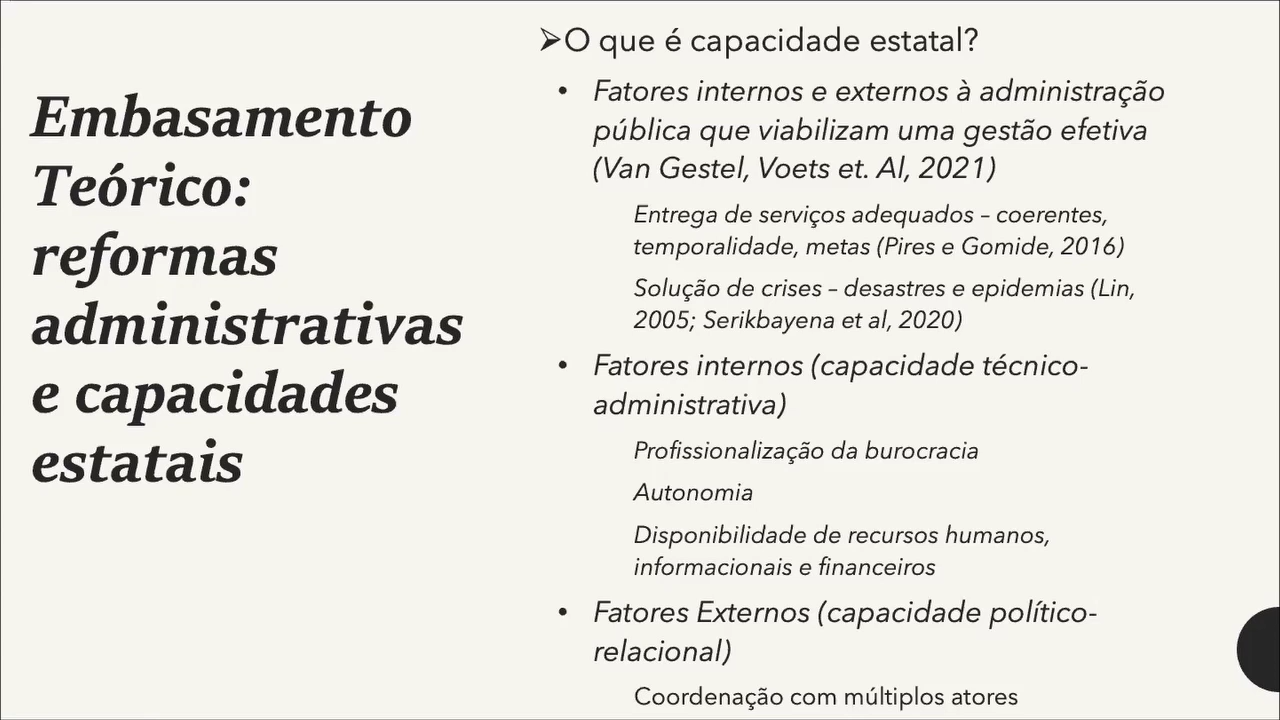 Embasamento
Teórico:
reformas
administrativas
e capacidades
estatais
➢O que é capacidade estatal?
• Fatores internos e externos à administração
pública que viabilizam uma gestão efetiva
(Van Gestel, Voets et. Al, 2021)
Entrega de serviços adequados – coerentes,
temporalidade, metas (Pires e Gomide, 2016)
Solução de crises – desastres e epidemias (Lin,
2005; Serikbayena et al, 2020)
• Fatores internos (capacidade técnico-
administrativa)
Profissionalização da burocracia
Autonomia
Disponibilidade de recursos humanos,
informacionais e financeiros
• Fatores Externos (capacidade político-
relacional)
Coordenação com múltiplos atores